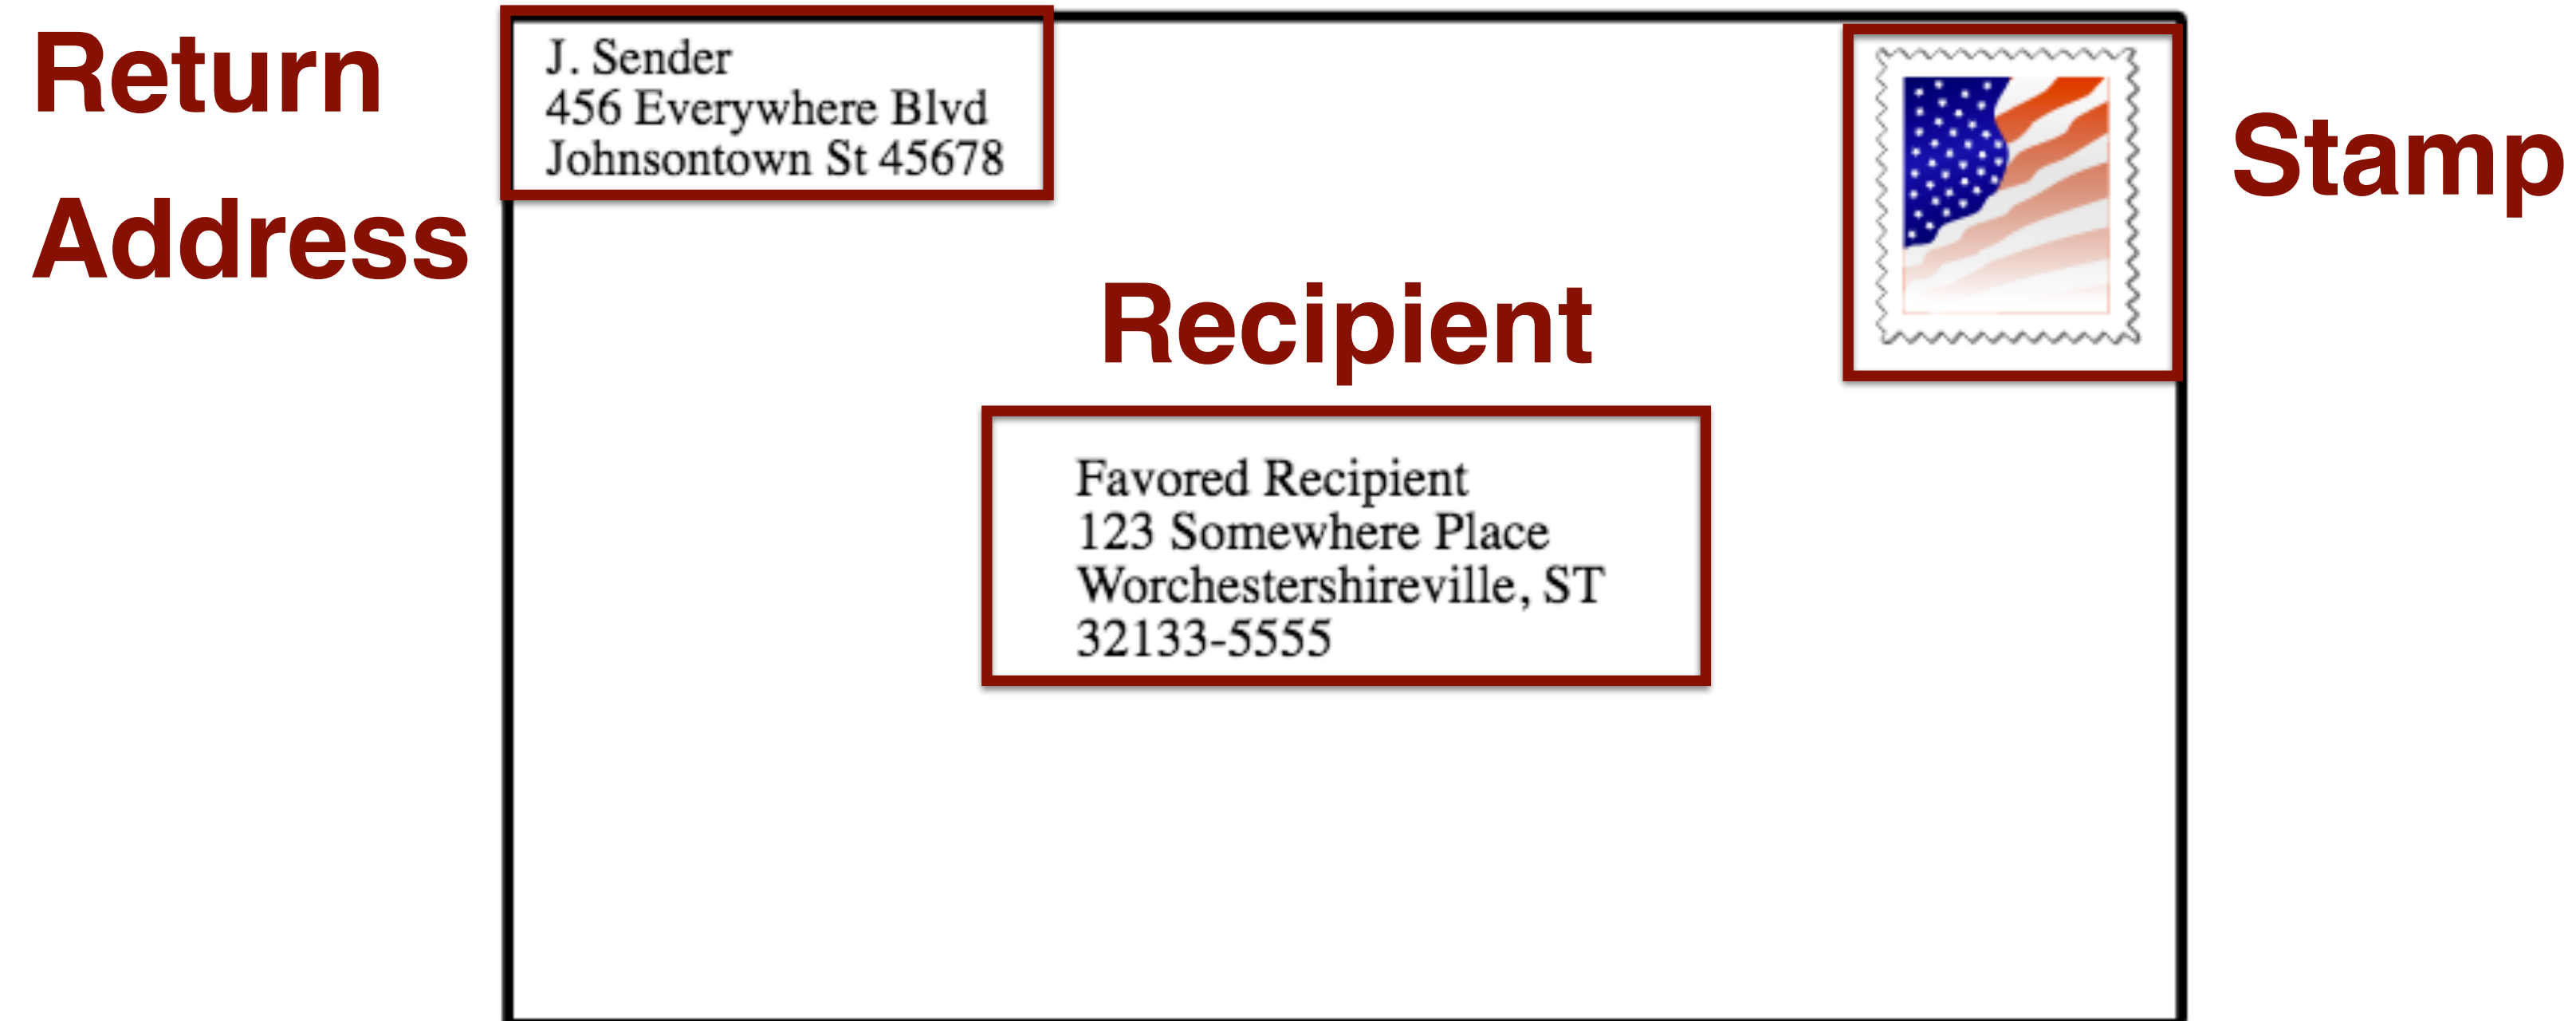 Return
Address
J. Sender
456 Everywhere Blvd
Johnsontown St 45678
Stamp
Recipient
Favored Recipient
123 Somewhere Place
Worchestershireville, ST
32133-5555